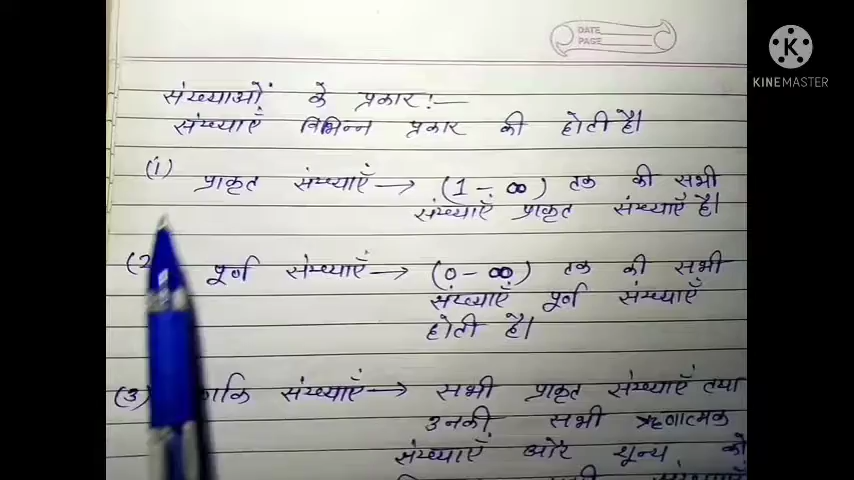 DATE
PAGE
KINEMASTER
संख्याओं के प्रकार:—
संख्याएँ विभिन्न प्रकार की होती है।
(1) प्राकृत संख्याएँ → (1 - ∞) तक की सभी
संख्याएँ प्राकृत संख्याएँ है।
(2 पूर्ण संख्याएँ → (0 - ∞) तक की सभी
संख्याएँ पूर्ण संख्याएँ
होती है।
(3) संख्याएँ → सभी प्राकृत संख्याएँ तथा
उनकी सभी ऋणात्मक
संख्याएँ और शून्य को